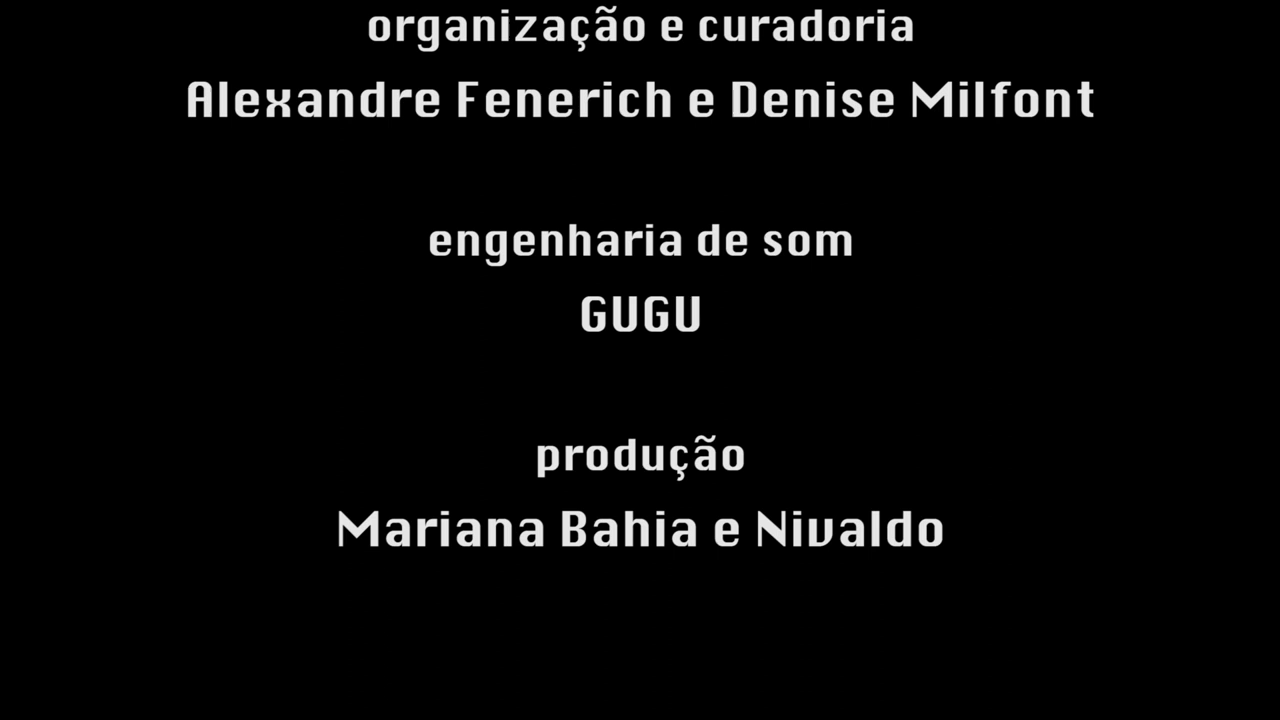 organização e curadoria
Alexandre Fenerich e Denise Milfont
engenharia de som
GUGU
produção
Mariana Bahia e Nivaldo